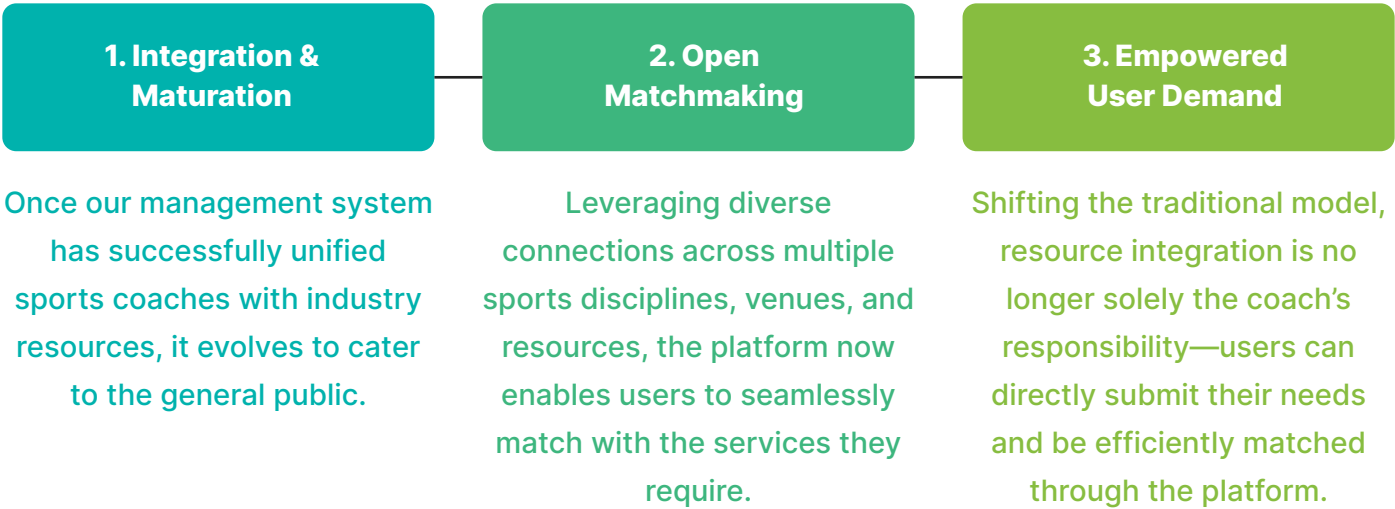 1. Integration &
Maturation
Once our management system
has successfully unified
sports coaches with industry
resources, it evolves to cater
to the general public.
2. Open
Matchmaking
Leveraging diverse
connections across multiple
sports disciplines, venues, and
resources, the platform now
enables users to seamlessly
match with the services they
require.
3. Empowered
User Demand
Shifting the traditional model,
resource integration is no
longer solely the coach’s
responsibility—users can
directly submit their needs
and be efficiently matched
through the platform.